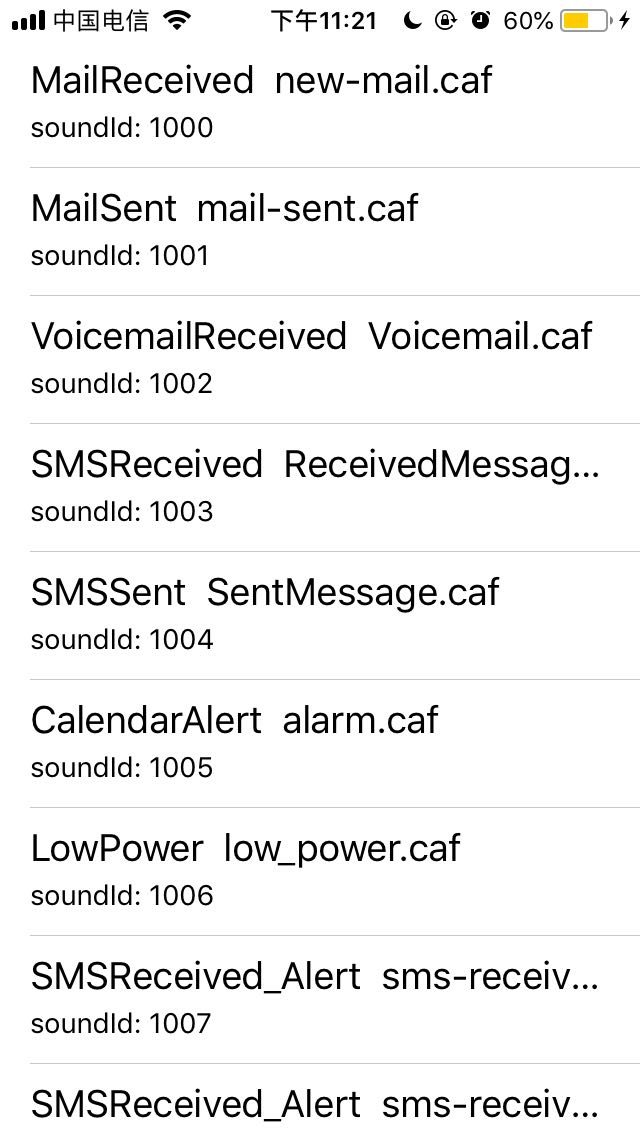 中国电信 下午11:21 60%
MailReceived new-mail.caf
soundId: 1000
MailSent mail-sent.caf
soundId: 1001
VoicemailReceived Voicemail.caf
soundId: 1002
SMSReceived ReceivedMessag...
soundId: 1003
SMSSent SentMessage.caf
soundId: 1004
CalendarAlert alarm.caf
soundId: 1005
LowPower low_power.caf
soundId: 1006
SMSReceived_Alert sms-receiv...
soundId: 1007
SMSReceived_Alert sms-receiv...